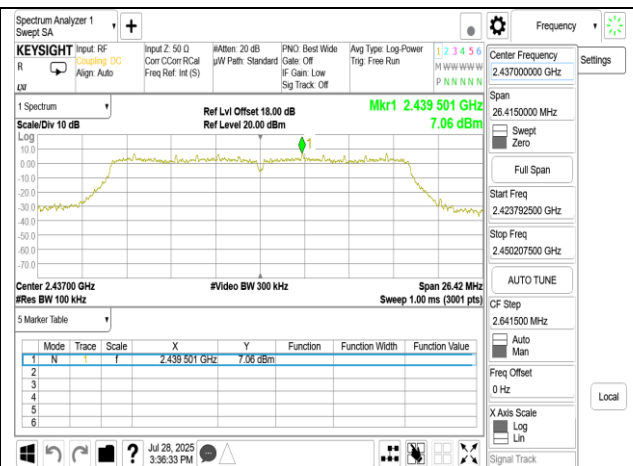 Spectrum Analyzer 1
Swept SA
+
Frequency
KEYSIGHT
Input: RF
Coupling: DC
Align: Auto
Input Z: 50 Ω
Corr CCorr RCal
Freq Ref: Int (S)
#Atten: 20 dB
µW Path: Standard
PNO: Best Wide
Gate: Off
IF Gain: Low
Sig Track: Off
Avg Type: Log-Power
Trig: Free Run
1 2 3 4 5 6
M W W W W W
P N N N N N
R
LXI
Center Frequency
2.437000000 GHz
Settings
Span
26.4150000 MHz
Swept
Zero
Full Span
Start Freq
2.423792500 GHz
Stop Freq
2.450207500 GHz
AUTO TUNE
CF Step
2.641500 MHz
Auto
Man
Freq Offset
0 Hz
X Axis Scale
Log
Lin
Signal Track
Local
1 Spectrum
Scale/Div 10 dB
Log
Ref Lvl Offset 18.00 dB
Ref Level 20.00 dBm
Mkr1 2.439 501 GHz
7.06 dBm
1
10.0
0.00
-10.0
-20.0
-30.0
-40.0
-50.0
-60.0
-70.0
Center 2.43700 GHz
#Res BW 100 kHz
#Video BW 300 kHz
Span 26.42 MHz
Sweep 1.00 ms (3001 pts)
5 Marker Table
Mode Trace Scale X Y Function Function Width Function Value
1 N 1 f 2.439 501 GHz 7.06 dBm
2
3
4
5
6
?
Jul 28, 2025
3:36:33 PM